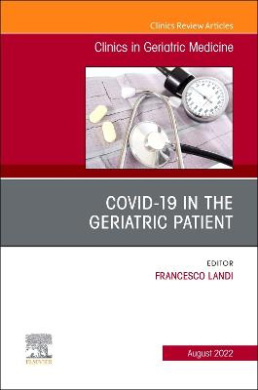 Clinics Review Articles
Clinics in Geriatric Medicine
COVID-19 IN THE
GERIATRIC PATIENT
EDITOR
FRANCESCO LANDI
ELSEVIER
August 2022